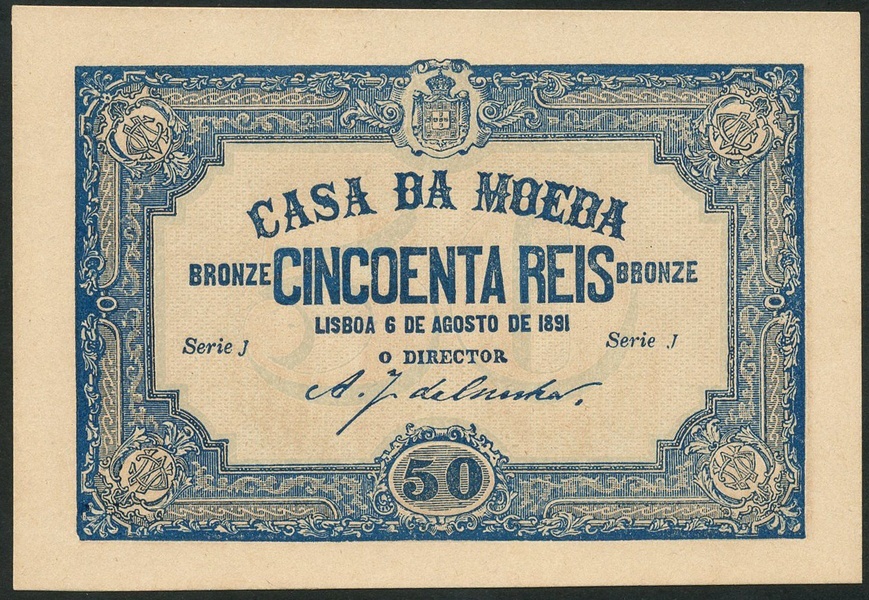 CASA DA MOEDA
BRONZE CINCOENTA REIS BRONZE
LISBOA 6 DE AGOSTO DE 1891
Serie J Serie J
O DIRECTOR
50